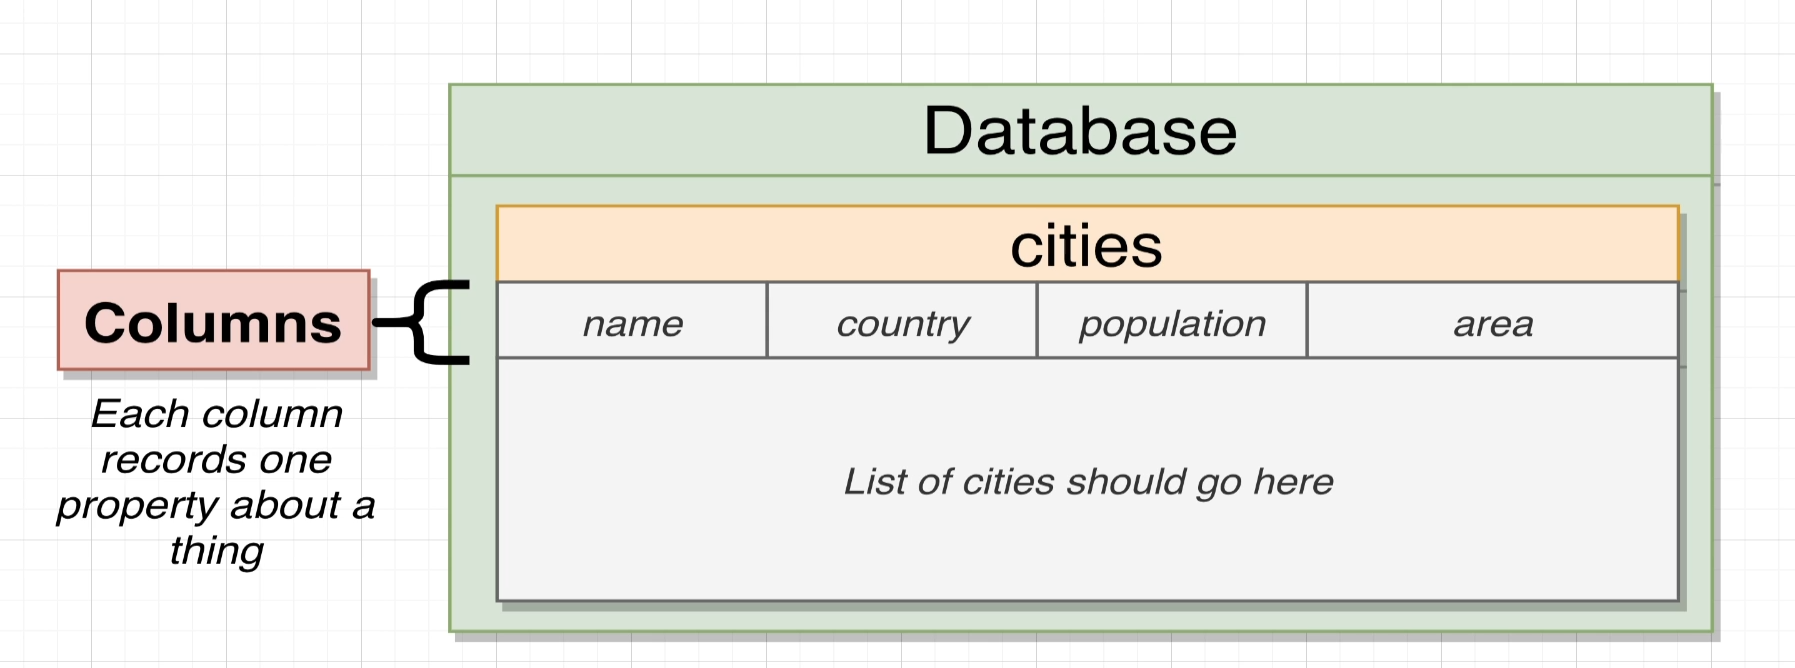 Database
cities
Columns
name country population area
Each column
records one
property about a
thing
List of cities should go here